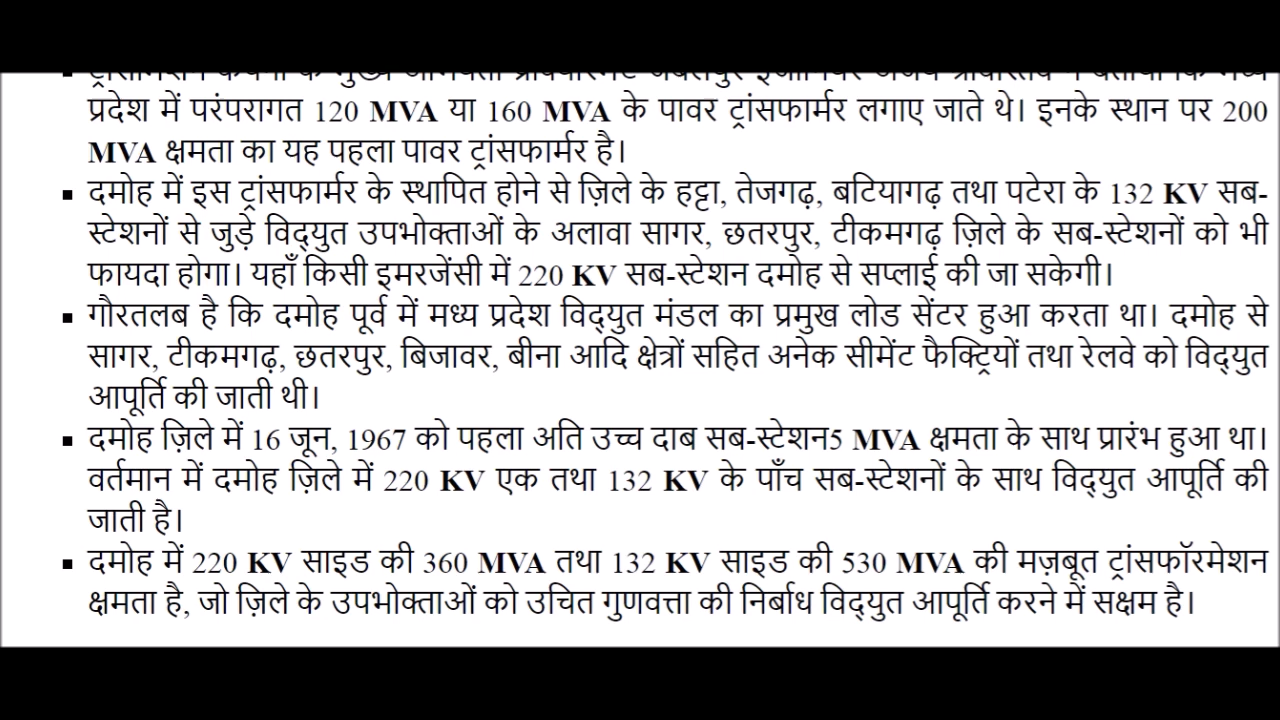 प्रदेश में परंपरागत 120 MVA या 160 MVA के पावर ट्रांसफार्मर लगाए जाते थे। इनके स्थान पर 200
MVA क्षमता का यह पहला पावर ट्रांसफार्मर है।
▪ दमोह में इस ट्रांसफार्मर के स्थापित होने से ज़िले के हट्टा, तेजगढ़, बटियागढ़ तथा पटेरा के 132 KV सब-
स्टेशनों से जुड़े विद्युत उपभोक्ताओं के अलावा सागर, छतरपुर, टीकमगढ़ ज़िले के सब-स्टेशनों को भी
फायदा होगा। यहाँ किसी इमरजेंसी में 220 KV सब-स्टेशन दमोह से सप्लाई की जा सकेगी।
▪ गौरतलब है कि दमोह पूर्व में मध्य प्रदेश विद्युत मंडल का प्रमुख लोड सेंटर हुआ करता था। दमोह से
सागर, टीकमगढ़, छतरपुर, बिजावर, बीना आदि क्षेत्रों सहित अनेक सीमेंट फैक्ट्रियों तथा रेलवे को विद्युत
आपूर्ति की जाती थी।
▪ दमोह ज़िले में 16 जून, 1967 को पहला अति उच्च दाब सब-स्टेशन5 MVA क्षमता के साथ प्रारंभ हुआ था।
वर्तमान में दमोह ज़िले में 220 KV एक तथा 132 KV के पाँच सब-स्टेशनों के साथ विद्युत आपूर्ति की
जाती है।
▪ दमोह में 220 KV साइड की 360 MVA तथा 132 KV साइड की 530 MVA की मज़बूत ट्रांसफॉरमेशन
क्षमता है, जो ज़िले के उपभोक्ताओं को उचित गुणवत्ता की निर्बाध विद्युत आपूर्ति करने में सक्षम है।